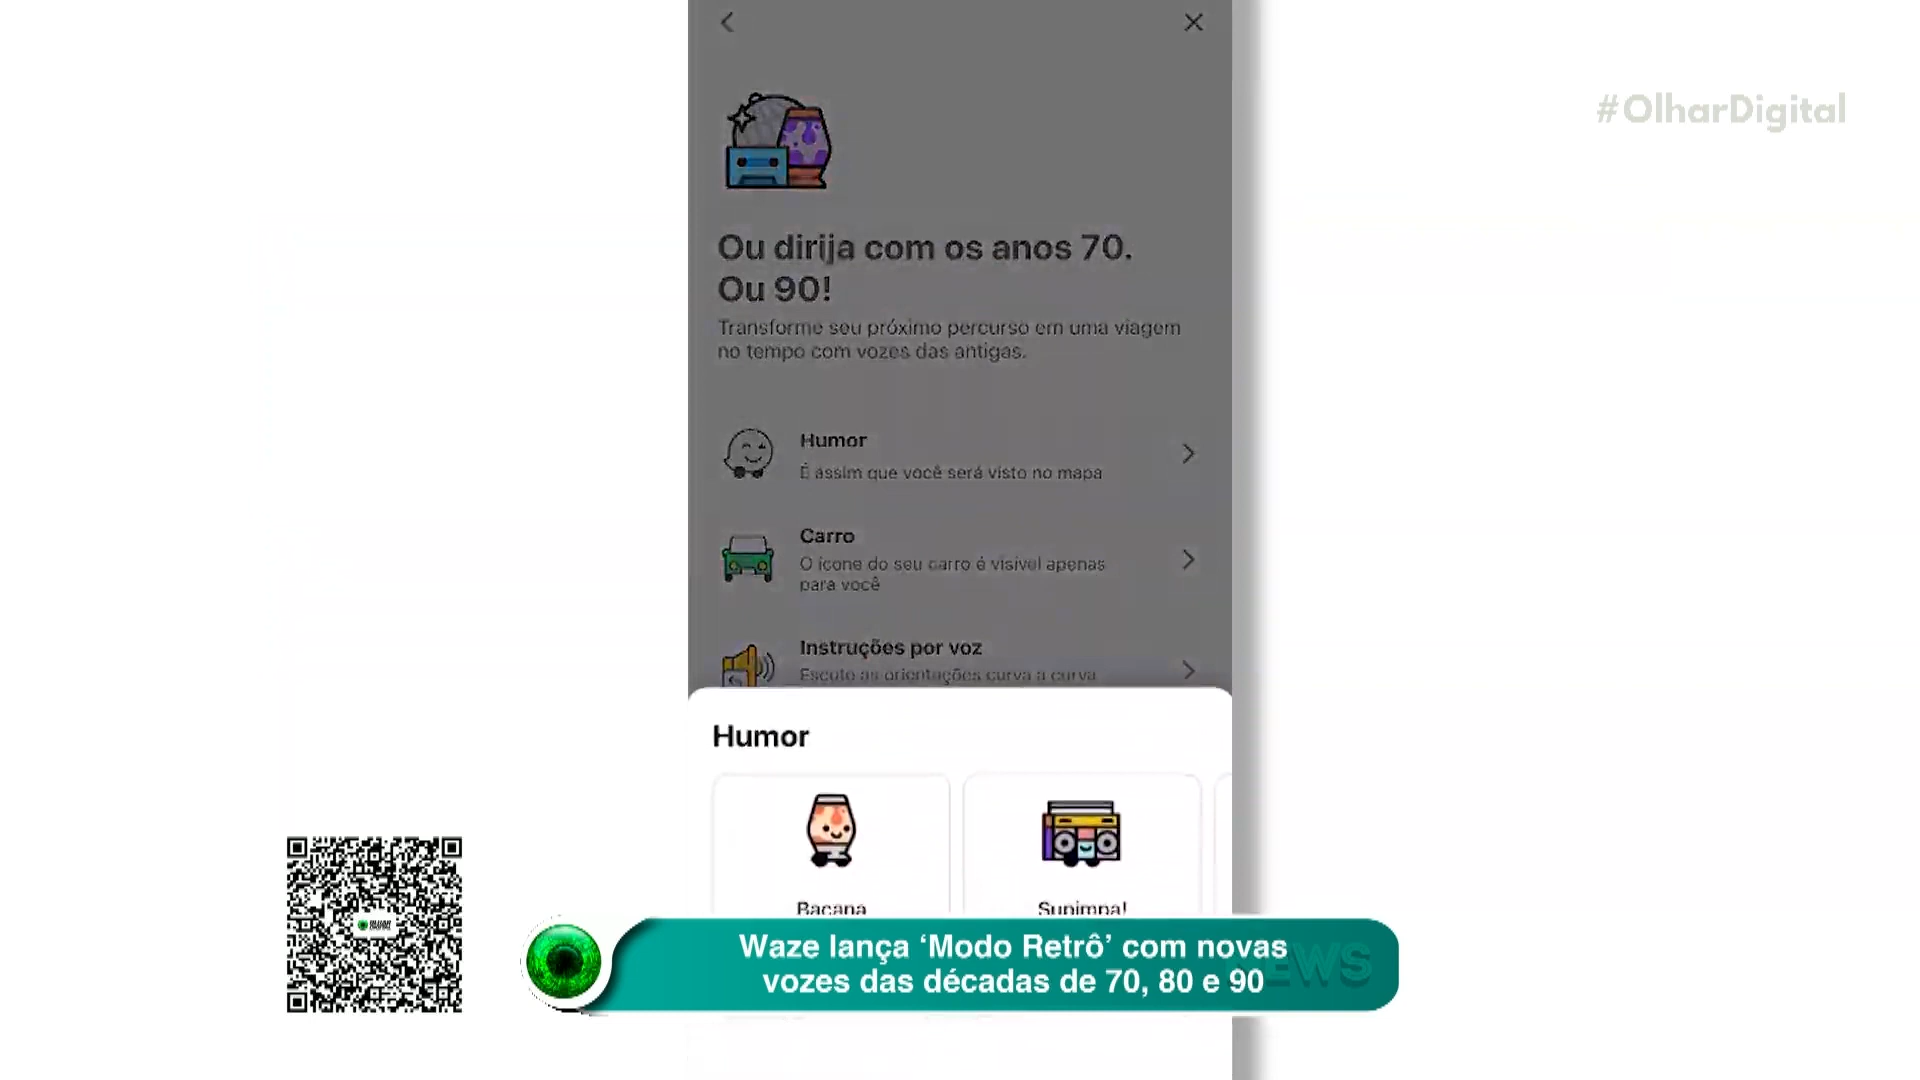 #OlharDigital
Ou dirija com os anos 70.
Ou 90!
Transforme seu próximo percurso em uma viagem
no tempo com vozes das antigas.
Humor
É assim que você será visto no mapa
Carro
O ícone do seu carro é visível apenas
para você
Instruções por voz
Escute as orientações curva a curva
Humor
Bacana
Supimpa!
Waze lança ‘Modo Retrô’ com novas
vozes das décadas de 70, 80 e 90
NEWS